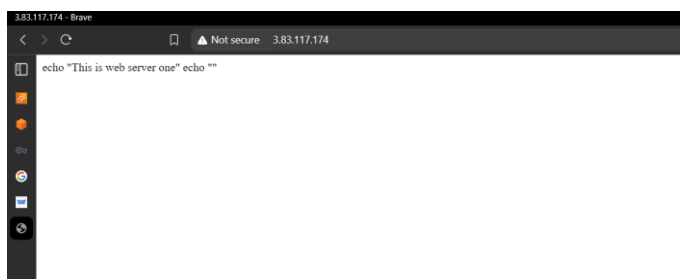 3.83.117.174 - Brave
Not secure 3.83.117.174
echo "This is web server one" echo ""